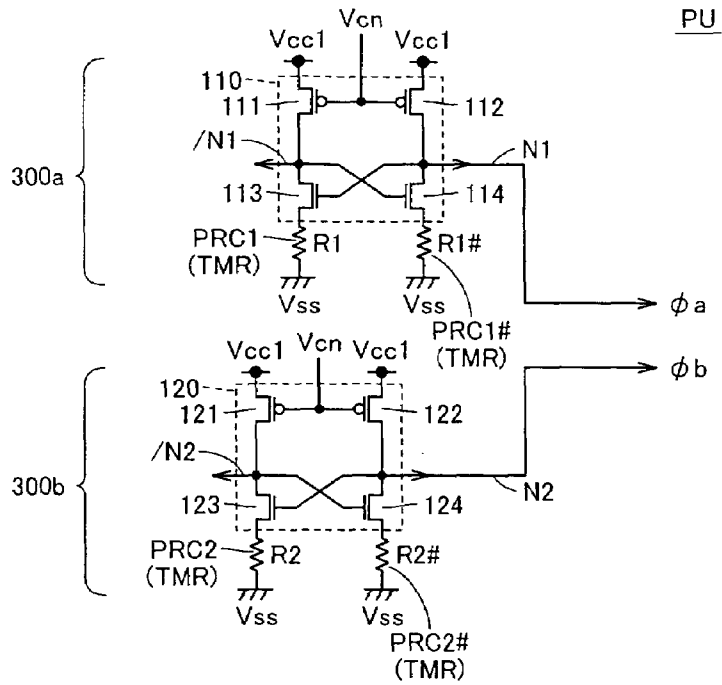 PU
Vcn
Vcc1 Vcc1
110
111 112
/N1 N1
300a
113 114
PRC1 R1 R1#
(TMR)
Vss Vss
PRC1#
(TMR)
φa
Vcn
Vcc1 Vcc1
φb
120
121 122
/N2 N2
300b
123 124
PRC2 R2 R2#
(TMR)
Vss Vss
PRC2#
(TMR)